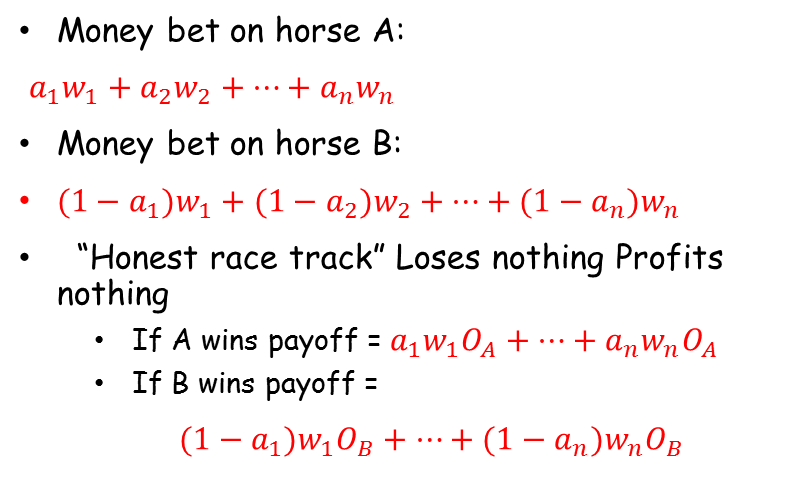 • Money bet on horse A:
a₁w₁ + a₂w₂ + ⋯ + aₙwₙ
• Money bet on horse B:
• (1 − a₁)w₁ + (1 − a₂)w₂ + ⋯ + (1 − aₙ)wₙ
• “Honest race track” Loses nothing Profits
nothing
• If A wins payoff = a₁w₁O_A + ⋯ + aₙwₙO_A
• If B wins payoff =
(1 − a₁)w₁O_B + ⋯ + (1 − aₙ)wₙO_B